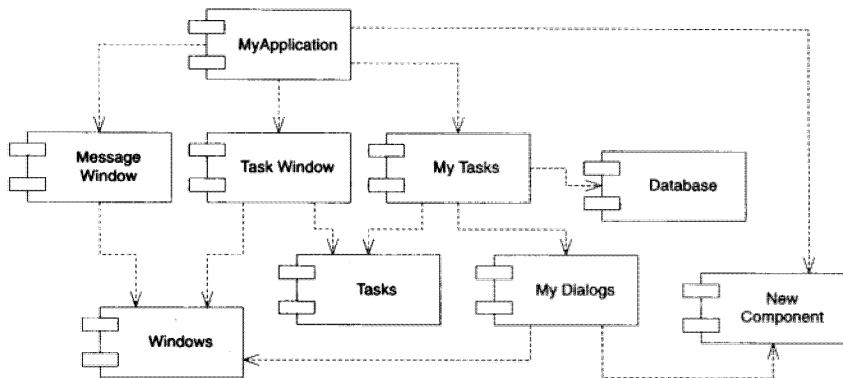 MyApplication
Message
Window
Task Window
My Tasks
Database
Tasks
My Dialogs
New
Component
Windows